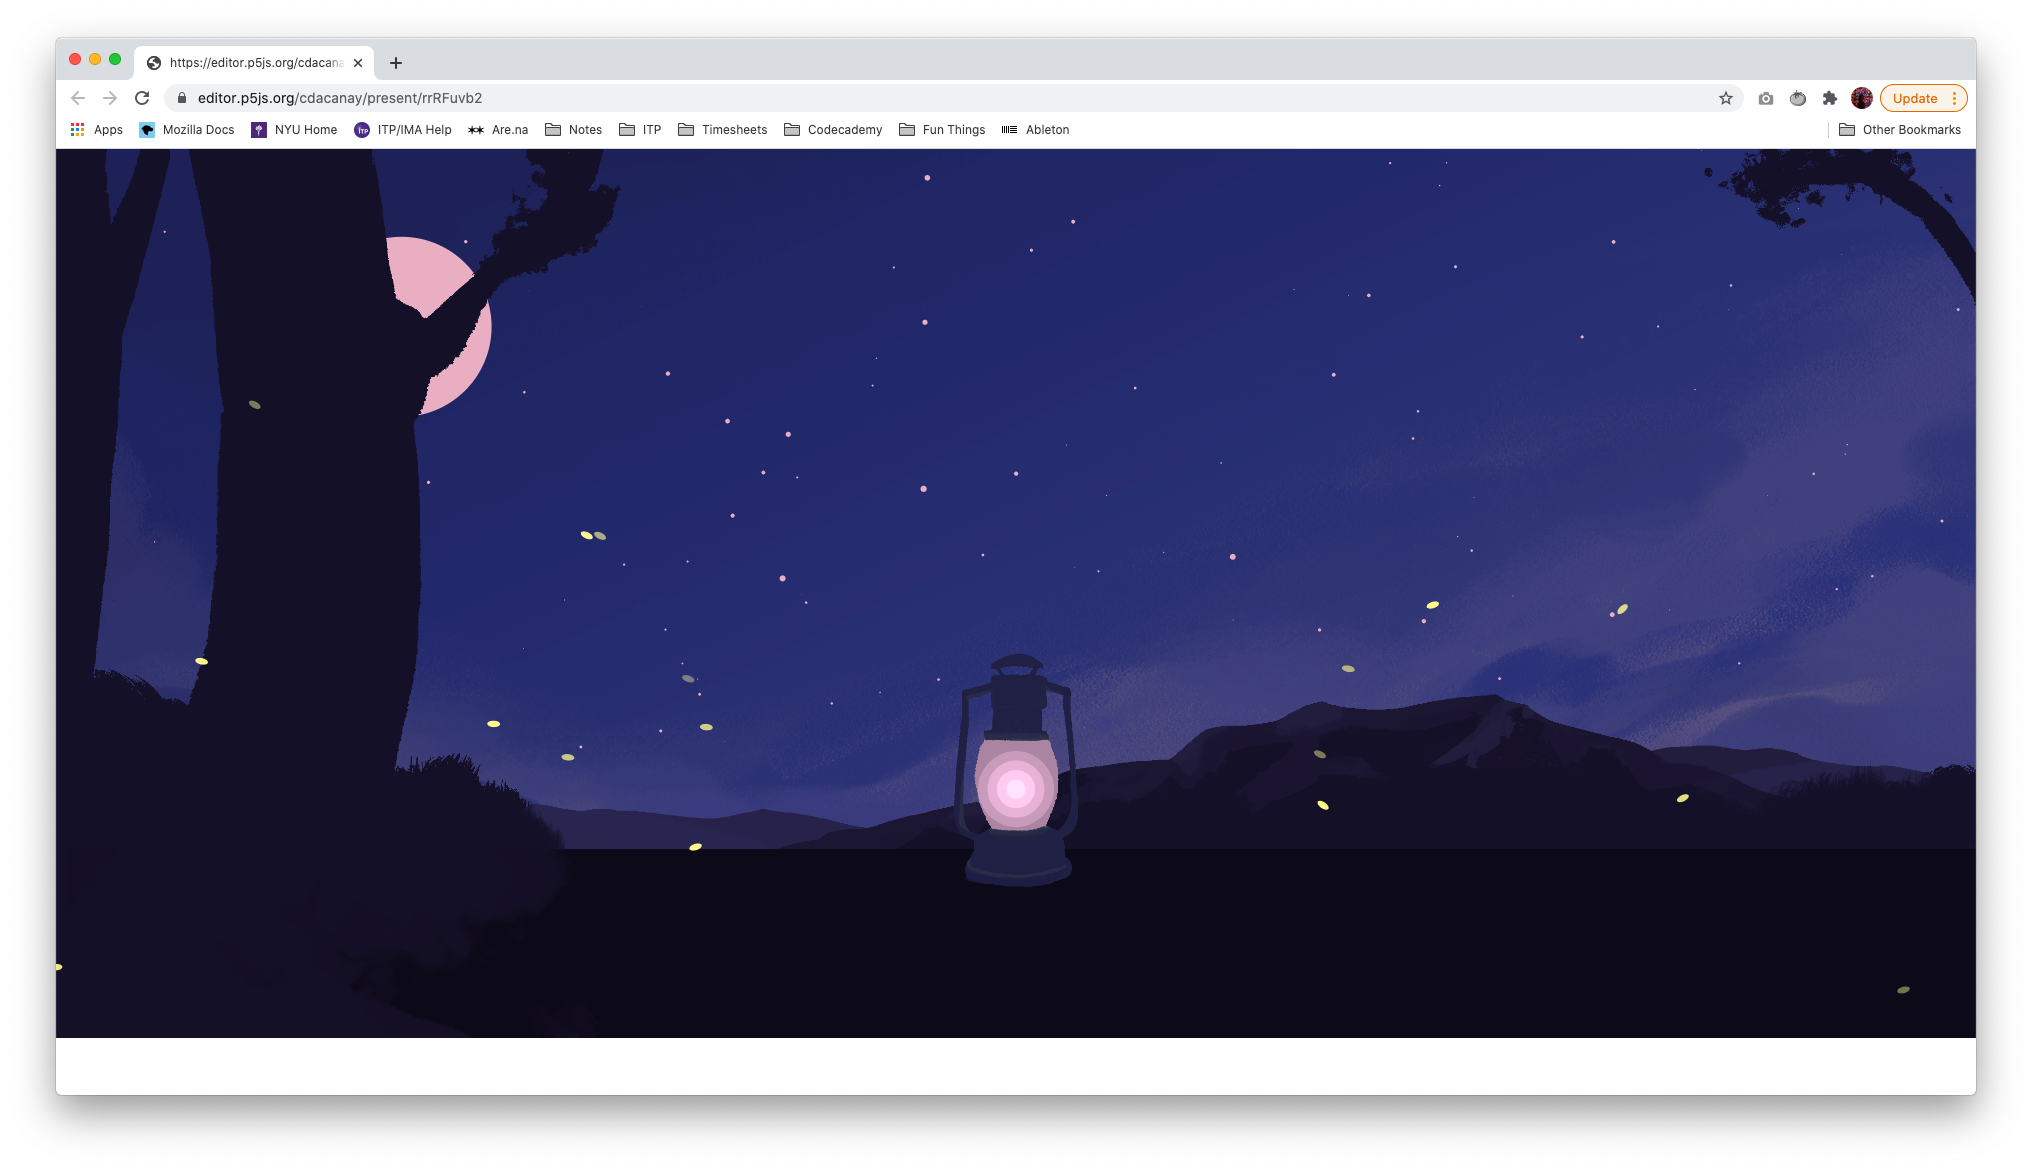 https://editor.p5js.org/cdacana
editor.p5js.org/cdacanay/present/rrRFuvb2
Update
Apps Mozilla Docs NYU Home iTP ITP/IMA Help Are.na Notes ITP Timesheets Codecademy Fun Things Ableton Other Bookmarks